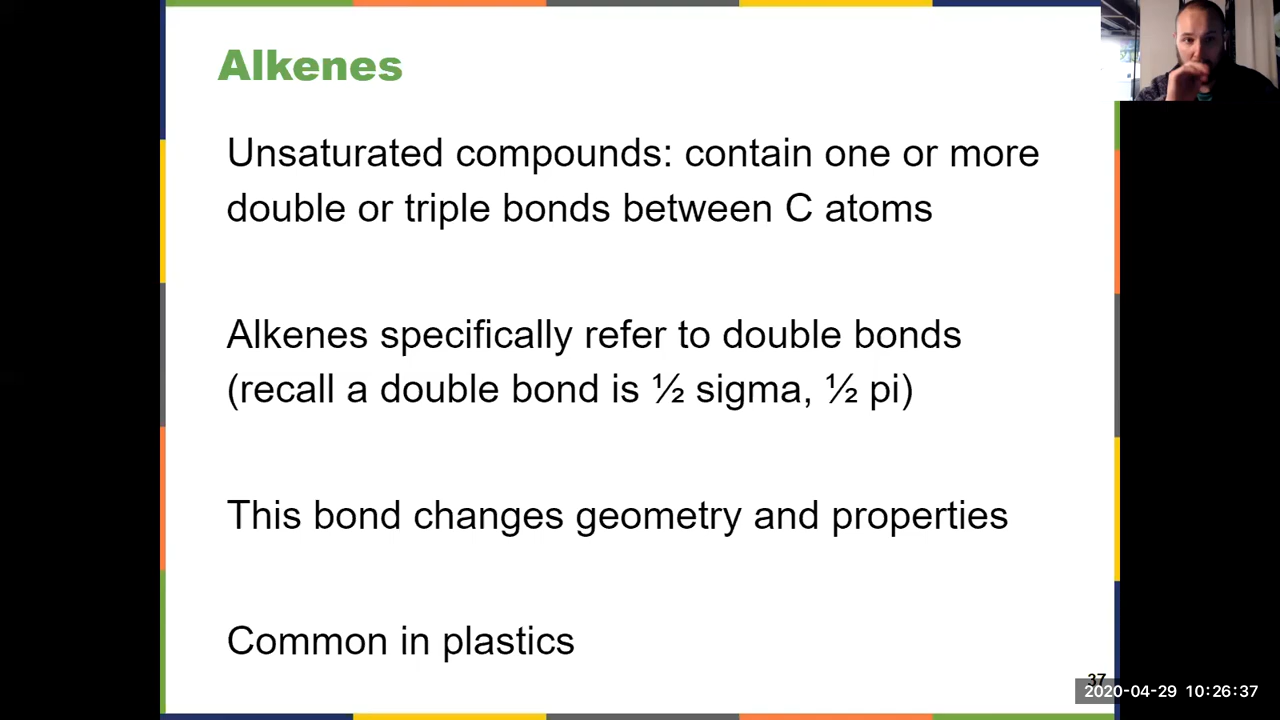 Alkenes
Unsaturated compounds: contain one or more
double or triple bonds between C atoms
Alkenes specifically refer to double bonds
(recall a double bond is ½ sigma, ½ pi)
This bond changes geometry and properties
Common in plastics
37
2020-04-29 10:26:37